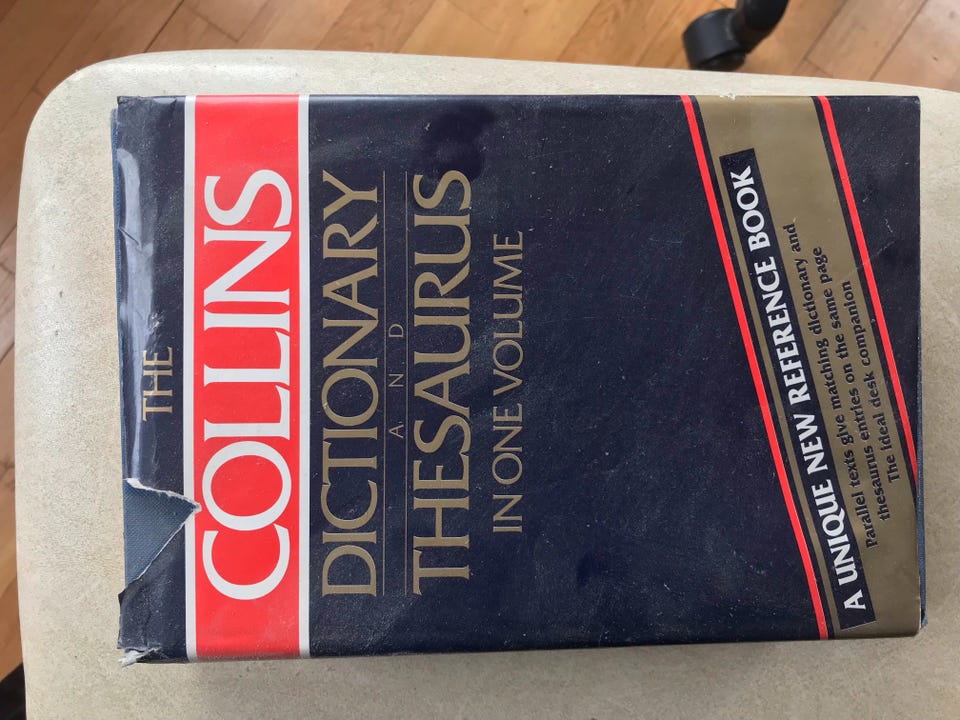 THE
COLLINS
DICTIONARY
AND
THESAURUS
IN ONE VOLUME
A UNIQUE NEW REFERENCE BOOK
Parallel texts give matching dictionary and
thesaurus entries on the same page
The ideal desk companion